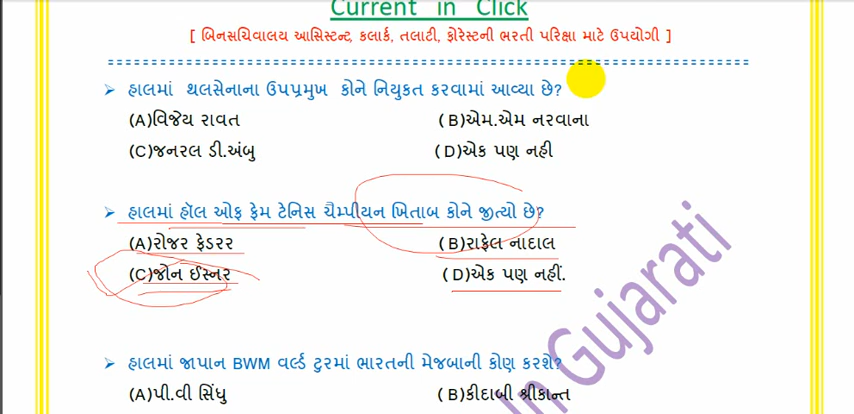 Current in Click
[ બિનસચિવાલય આસિસ્ટન્ટ, કલાર્ક, તલાટી, ફોરેસ્ટની ભરતી પરિક્ષા માટે ઉપયોગી ]
➢ હાલમાં થલસેનાના ઉપપ્રમુખ કોને નિયુકત કરવામાં આવ્યા છે?
(A)વિજેય રાવત (B)એમ.એમ નરવાના
(C)જનરલ ડી.અંબુ (D)એક પણ નહી
➢ હાલમાં હૉલ ઓફ ફેમ ટેનિસ ચૈમ્પીયન ખિતાબ કોને જીત્યો છે?
(A)રોજર ફેડરર (B)રાફેલ નાદાલ
(C)જોન ઈસ્નર (D)એક પણ નહીં.
➢ હાલમાં જાપાન BWM વર્લ્ડ ટુરમાં ભારતની મેજબાની કોણ કરશે?
(A)પી.વી સિંધુ (B)કીદાબી શ્રીકાન્ત
In Gujarati